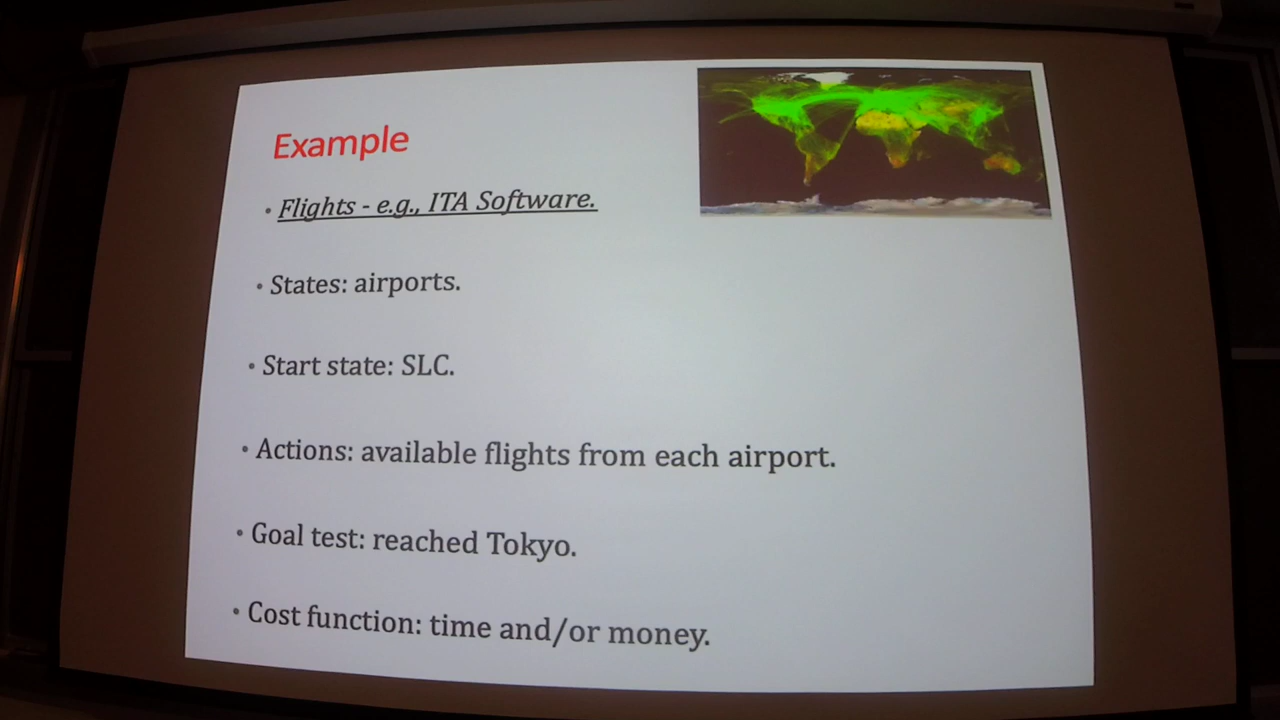 Example
• Flights - e.g., ITA Software.
• States: airports.
• Start state: SLC.
• Actions: available flights from each airport.
• Goal test: reached Tokyo.
• Cost function: time and/or money.